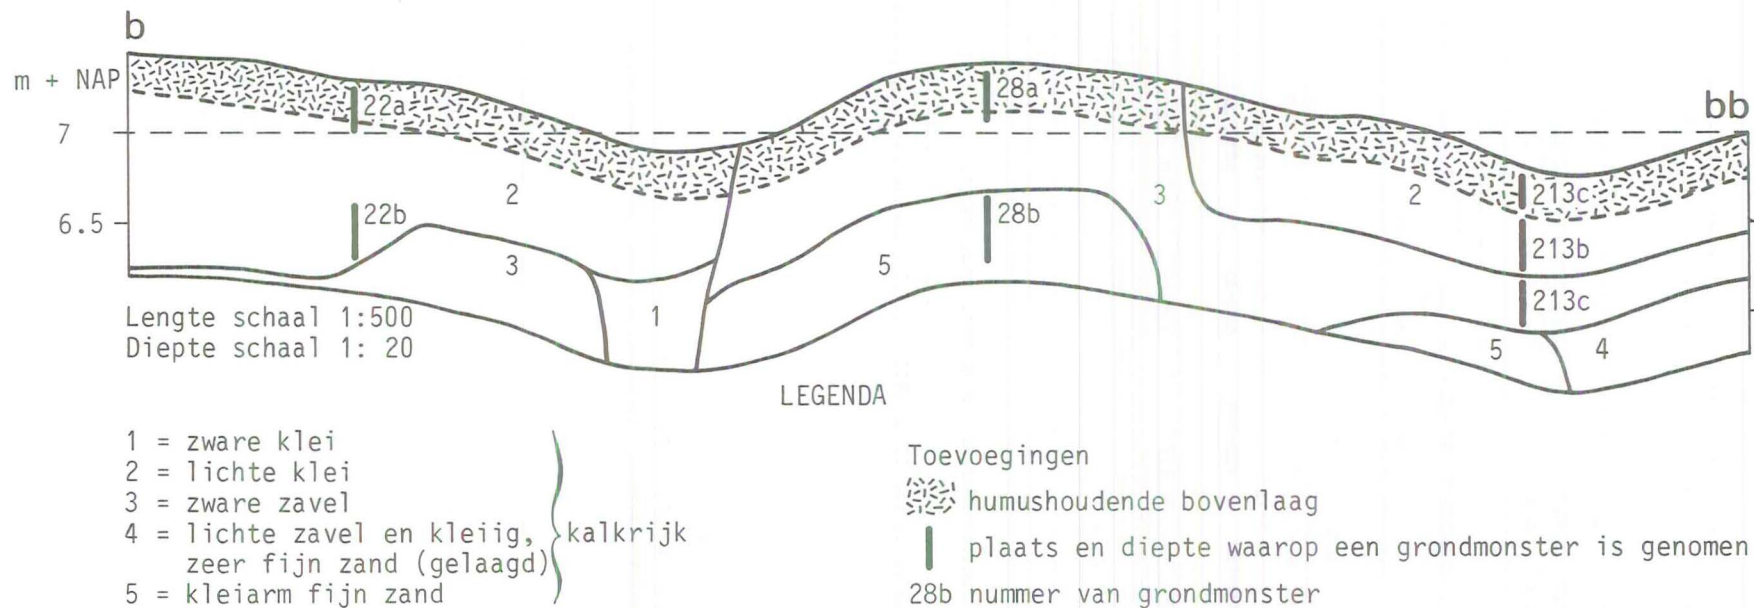 b
m + NAP
bb
22a
28a
7
2
3
2
213c
22b
28b
6.5
213b
3
5
213c
1
Lengte schaal 1:500
Diepte schaal 1: 20
5
4
LEGENDA
1 = zware klei
2 = lichte klei
3 = zware zavel
4 = lichte zavel en kleiig,
zeer fijn zand (gelaagd)
5 = kleiarm fijn zand
kalkrijk
Toevoegingen
humushoudende bovenlaag
plaats en diepte waarop een grondmonster is genomen
28b nummer van grondmonster